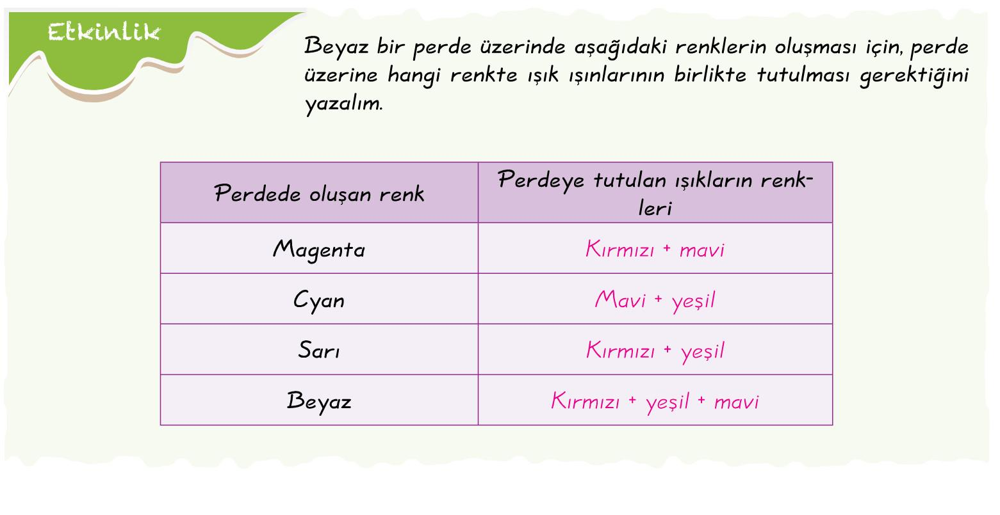 Etkinlik
Beyaz bir perde üzerinde aşağıdaki renklerin oluşması için, perde
üzerine hangi renkte ışık ışınlarının birlikte tutulması gerektiğini
yazalım.
Perdede oluşan renk
Perdeye tutulan ışıkların renk-
leri
Magenta
Kırmızı + mavi
Cyan
Mavi + yeşil
Sarı
Kırmızı + yeşil
Beyaz
Kırmızı + yeşil + mavi